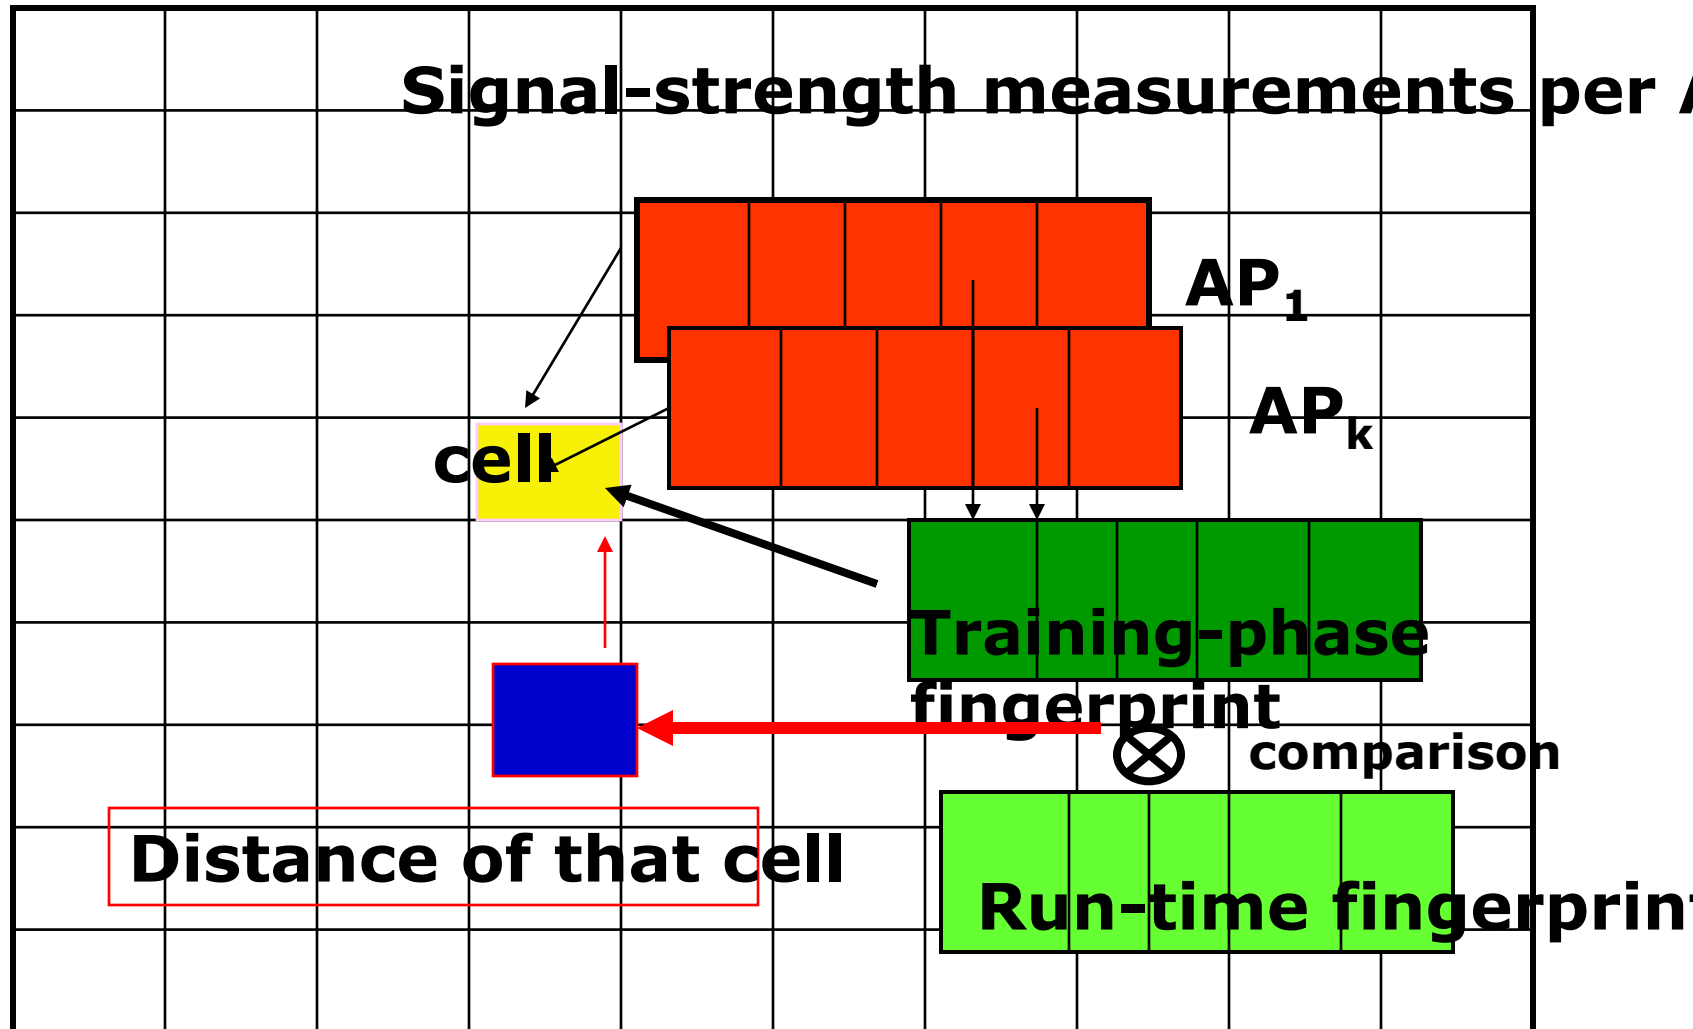 Signal-strength measurements per
AP1
APk
cell
Training-phase
fingerprint
comparison
Distance of that cell
Run-time fingerprint